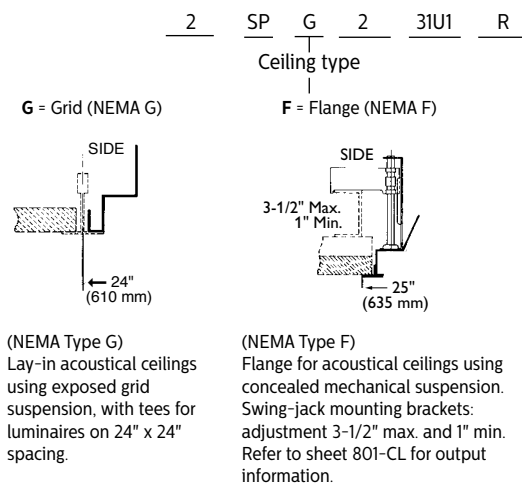 2 SP G 2 31U1 R
Ceiling type
G = Grid (NEMA G)
F = Flange (NEMA F)
SIDE
24"
(610 mm)
SIDE
3-1/2" Max.
1" Min.
25"
(635 mm)
(NEMA Type G)
Lay-in acoustical ceilings
using exposed grid
suspension, with tees for
luminaires on 24" x 24"
spacing.
(NEMA Type F)
Flange for acoustical ceilings using
concealed mechanical suspension.
Swing-jack mounting brackets:
adjustment 3-1/2" max. and 1" min.
Refer to sheet 801-CL for output
information.